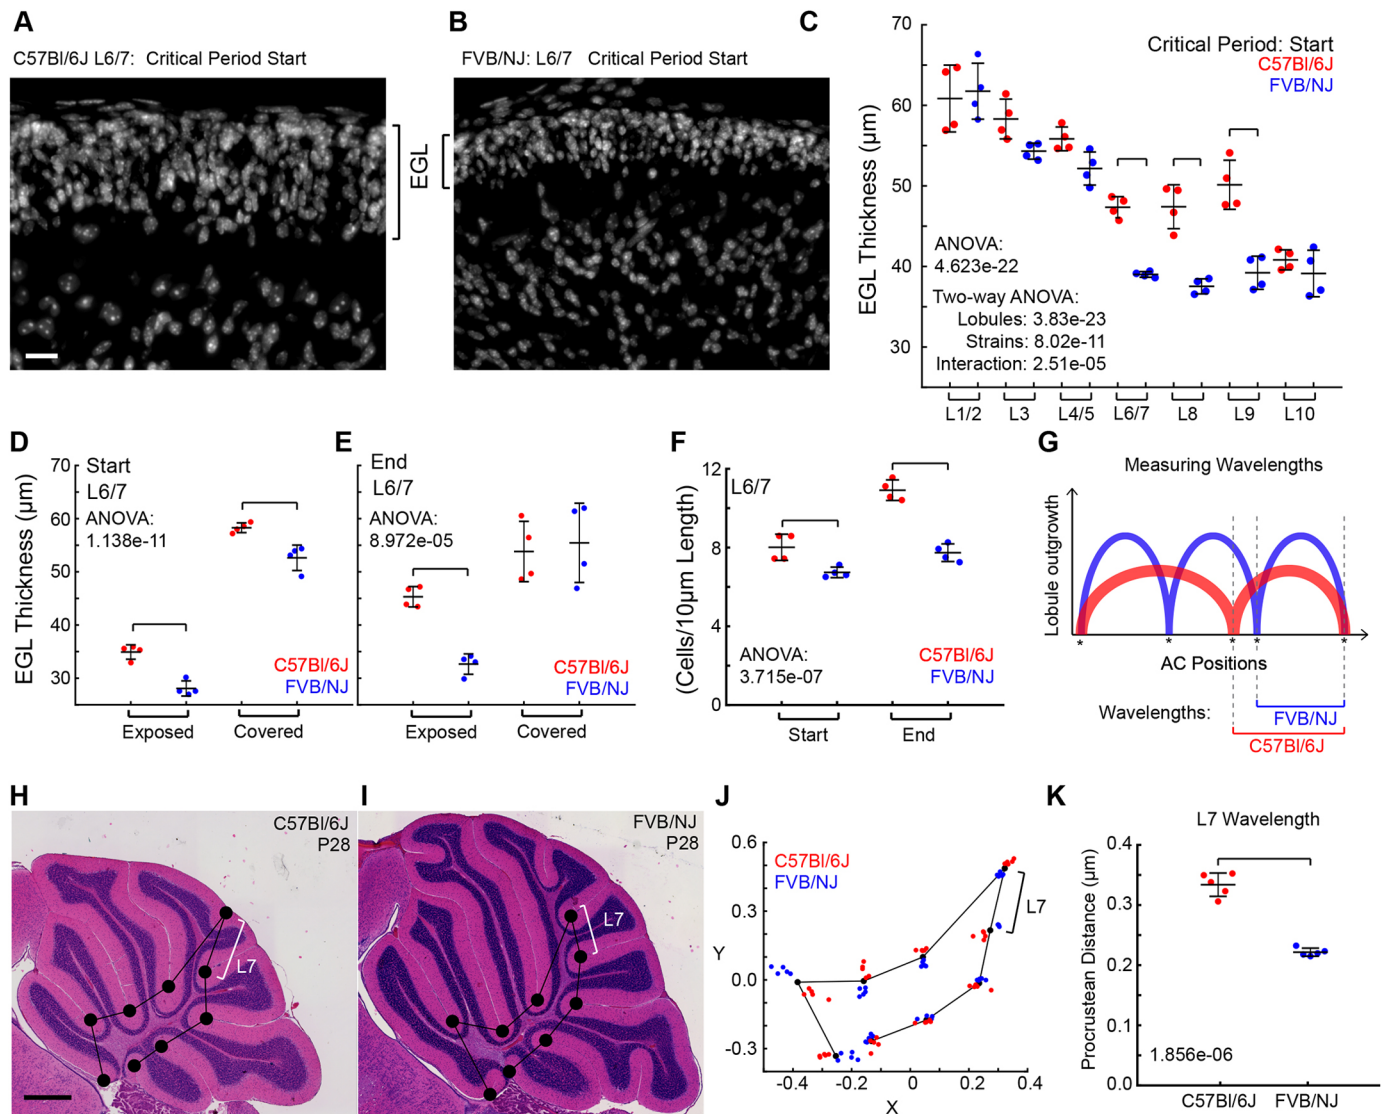 A
C57Bl/6J L6/7: Critical Period Start
EGL
B
FVB/NJ: L6/7 Critical Period Start
C
Critical Period: Start
C57Bl/6J
FVB/NJ
EGL Thickness (µm)
70
60
50
40
30
ANOVA:
4.623e-22
Two-way ANOVA:
Lobules: 3.83e-23
Strains: 8.02e-11
Interaction: 2.51e-05
L1/2 L3 L4/5 L6/7 L8 L9 L10
D
Start
L6/7
ANOVA:
1.138e-11
EGL Thickness (µm)
70
60
50
40
30
C57Bl/6J
FVB/NJ
Exposed Covered
E
End
L6/7
ANOVA:
8.972e-05
C57Bl/6J
FVB/NJ
Exposed Covered
F
L6/7
(Cells/10µm Length)
12
8
4
0
ANOVA:
3.715e-07
C57Bl/6J
FVB/NJ
Start End
G
Measuring Wavelengths
Lobule outgrowth
* * * * *
AC Positions
Wavelengths:
FVB/NJ
C57Bl/6J
H
C57Bl/6J
P28
L7
I
FVB/NJ
P28
L7
J
C57Bl/6J
FVB/NJ
L7
Y
0.6
0.3
0.0
-0.3
-0.4 -0.2 0 0.2 0.4
X
K
L7 Wavelength
Procrustean Distance (µm)
0.4
0.3
0.2
0.1
0.0
1.856e-06
C57Bl/6J FVB/NJ